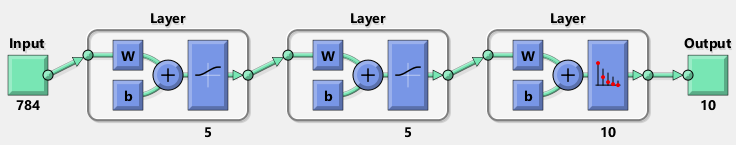 Layer Layer Layer
Input Output
W W W
b b b
784 10
5 5 10